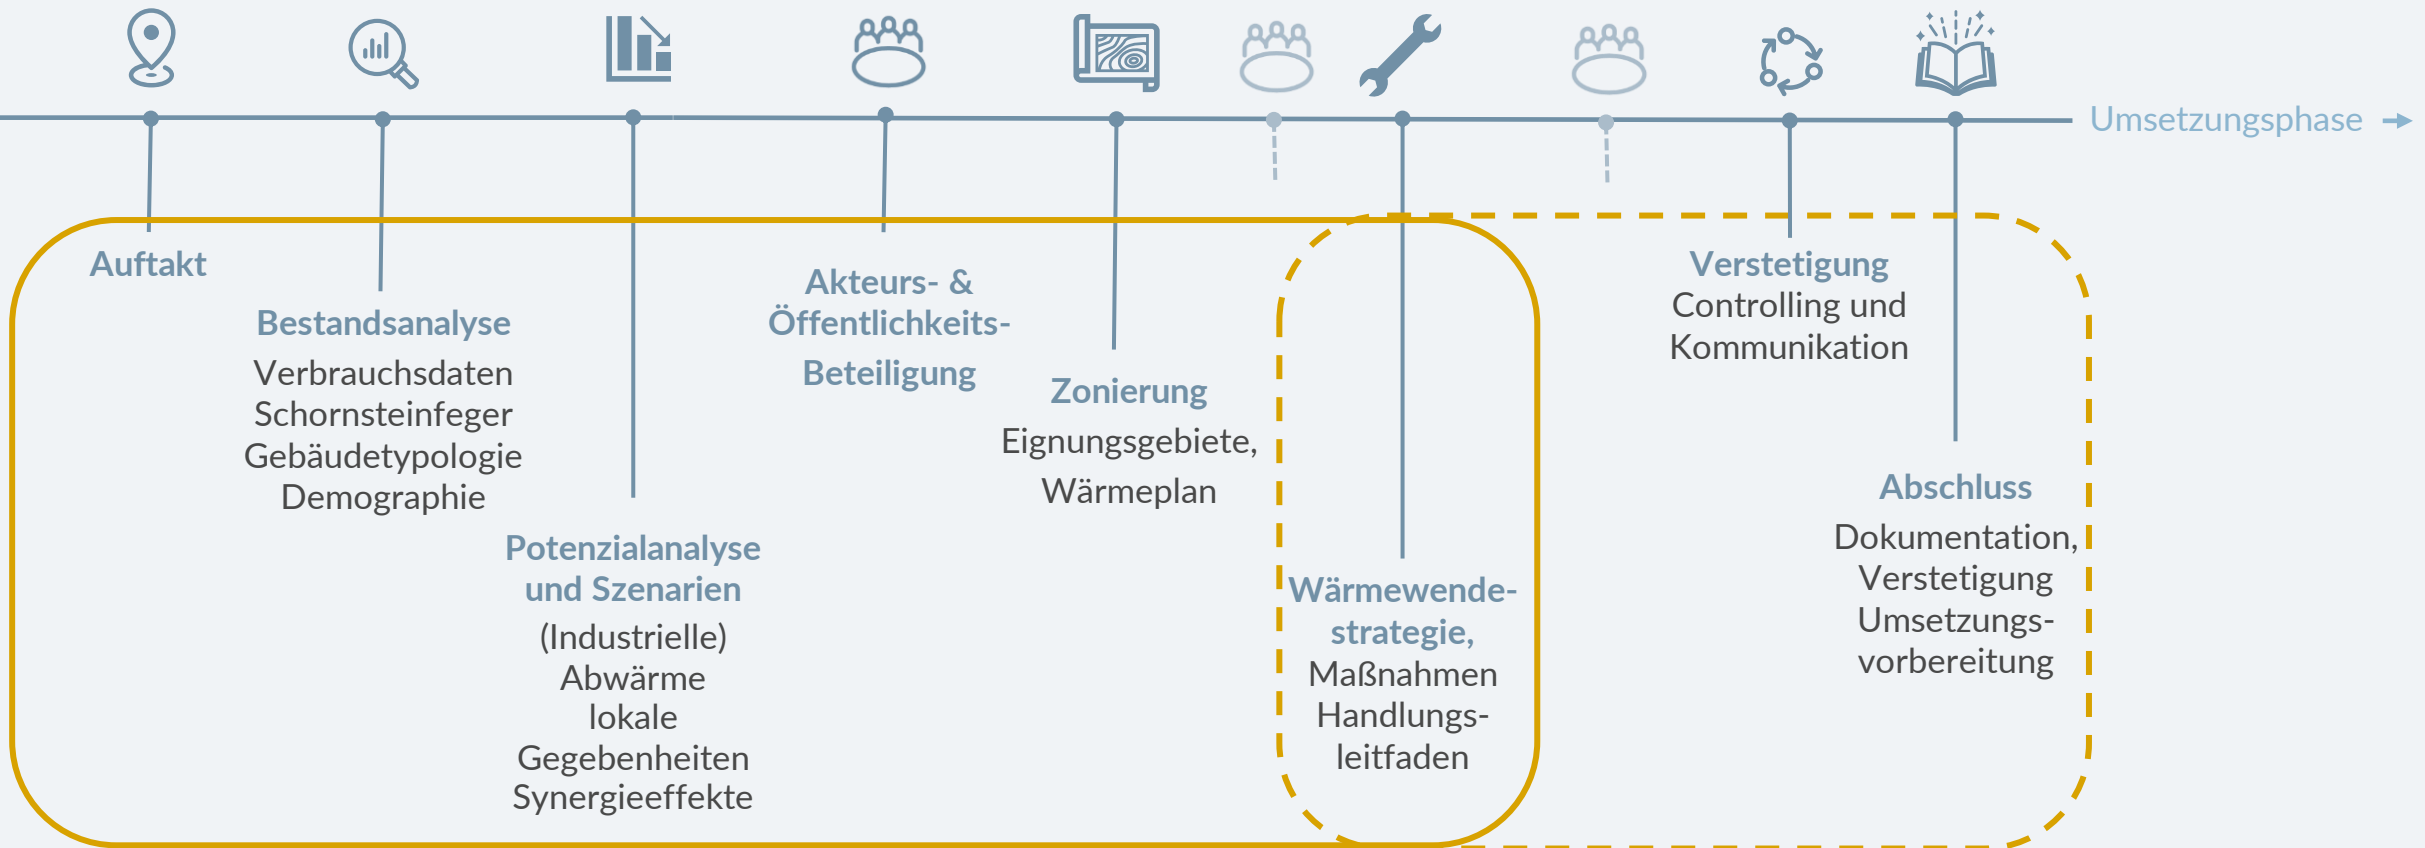 Umsetzungsphase
Auftakt
Bestandsanalyse
Verbrauchsdaten
Schornsteinfeger
Gebäudetypologie
Demographie
Potenzialanalyse
und Szenarien
(Industrielle)
Abwärme
lokale
Gegebenheiten
Synergieeffekte
Akteurs- &
Öffentlichkeits-
Beteiligung
Zonierung
Eignungsgebiete,
Wärmeplan
Wärmewende-
strategie,
Maßnahmen
Handlungs-
leitfaden
Verstetigung
Controlling und
Kommunikation
Abschluss
Dokumentation,
Verstetigung
Umsetzungs-
vorbereitung